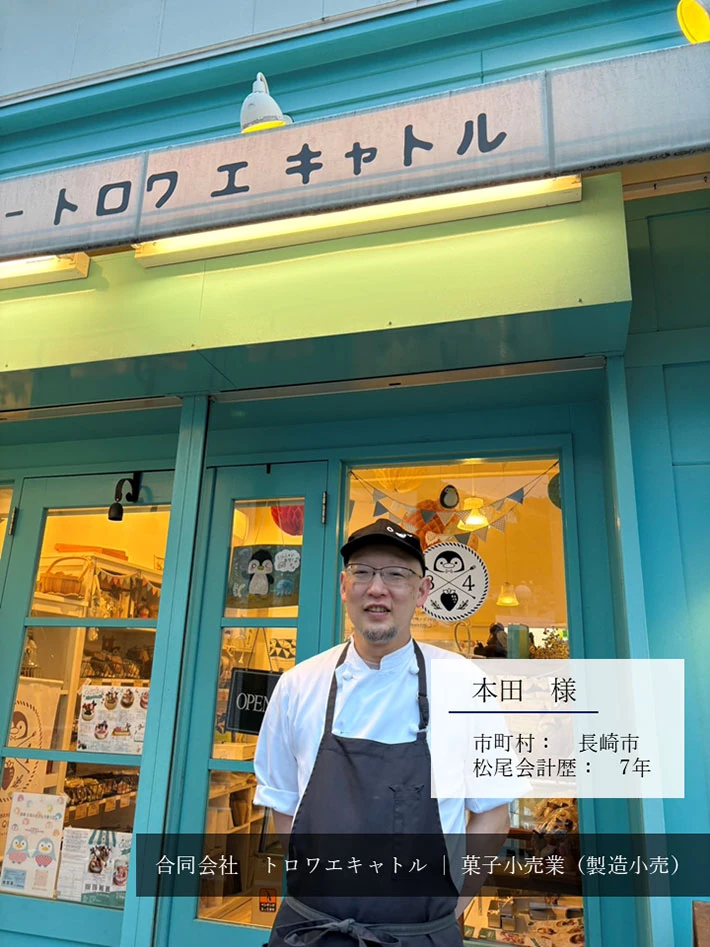 ートロワ エ キャトル
3 4
OPEN
本田　様
市町村：　長崎市
松尾会計歴：　7年
合同会社　トロワエキャトル｜菓子小売業（製造小売）